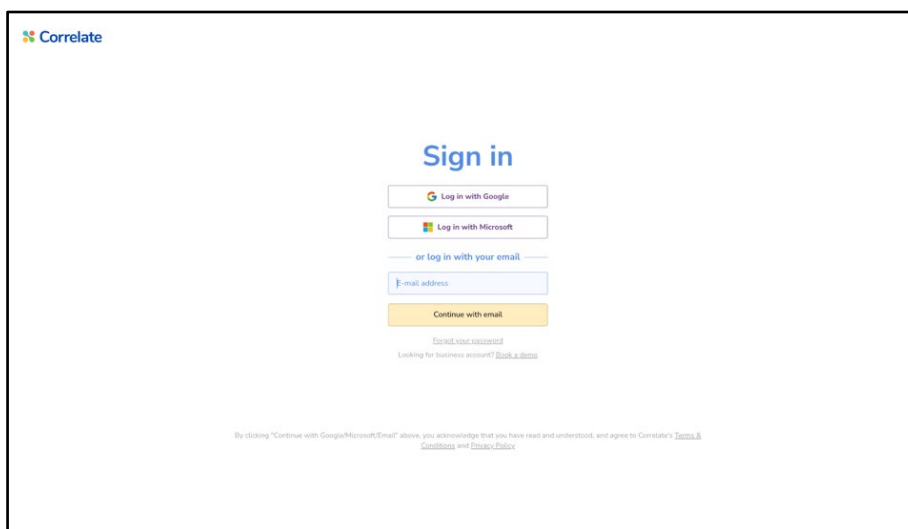 Correlate
Sign in
Log in with Google
Log in with Microsoft
or log in with your email
E-mail address
Continue with email
Forgot your password
Looking for business account? Book a demo
By clicking "Continue with Google/Microsoft/Email" above, you acknowledge that you have read and understood, and agree to Correlate's Terms &
Conditions and Privacy Policy